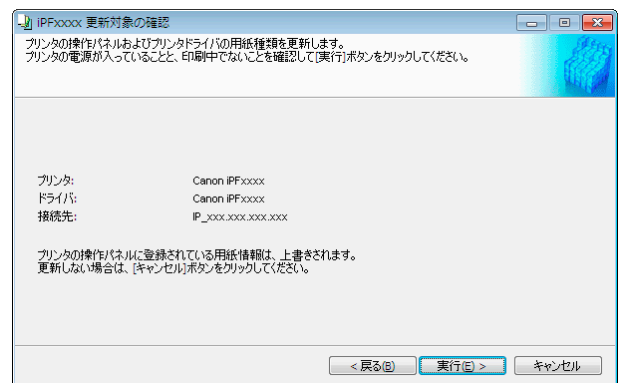 iPFxxxx 更新対象の確認
プリンタの操作パネルおよびプリンタドライバの用紙種類を更新します。
プリンタの電源が入っていることと、印刷中でないことを確認して[実行]ボタンをクリックしてください。
プリンタ: Canon iPFxxxx
ドライバ: Canon iPFxxxx
接続先: IP_xxx.xxx.xxx.xxx
プリンタの操作パネルに登録されている用紙情報は、上書きされます。
更新しない場合は、[キャンセル]ボタンをクリックしてください。
< 戻る(B) 実行(E) > キャンセル